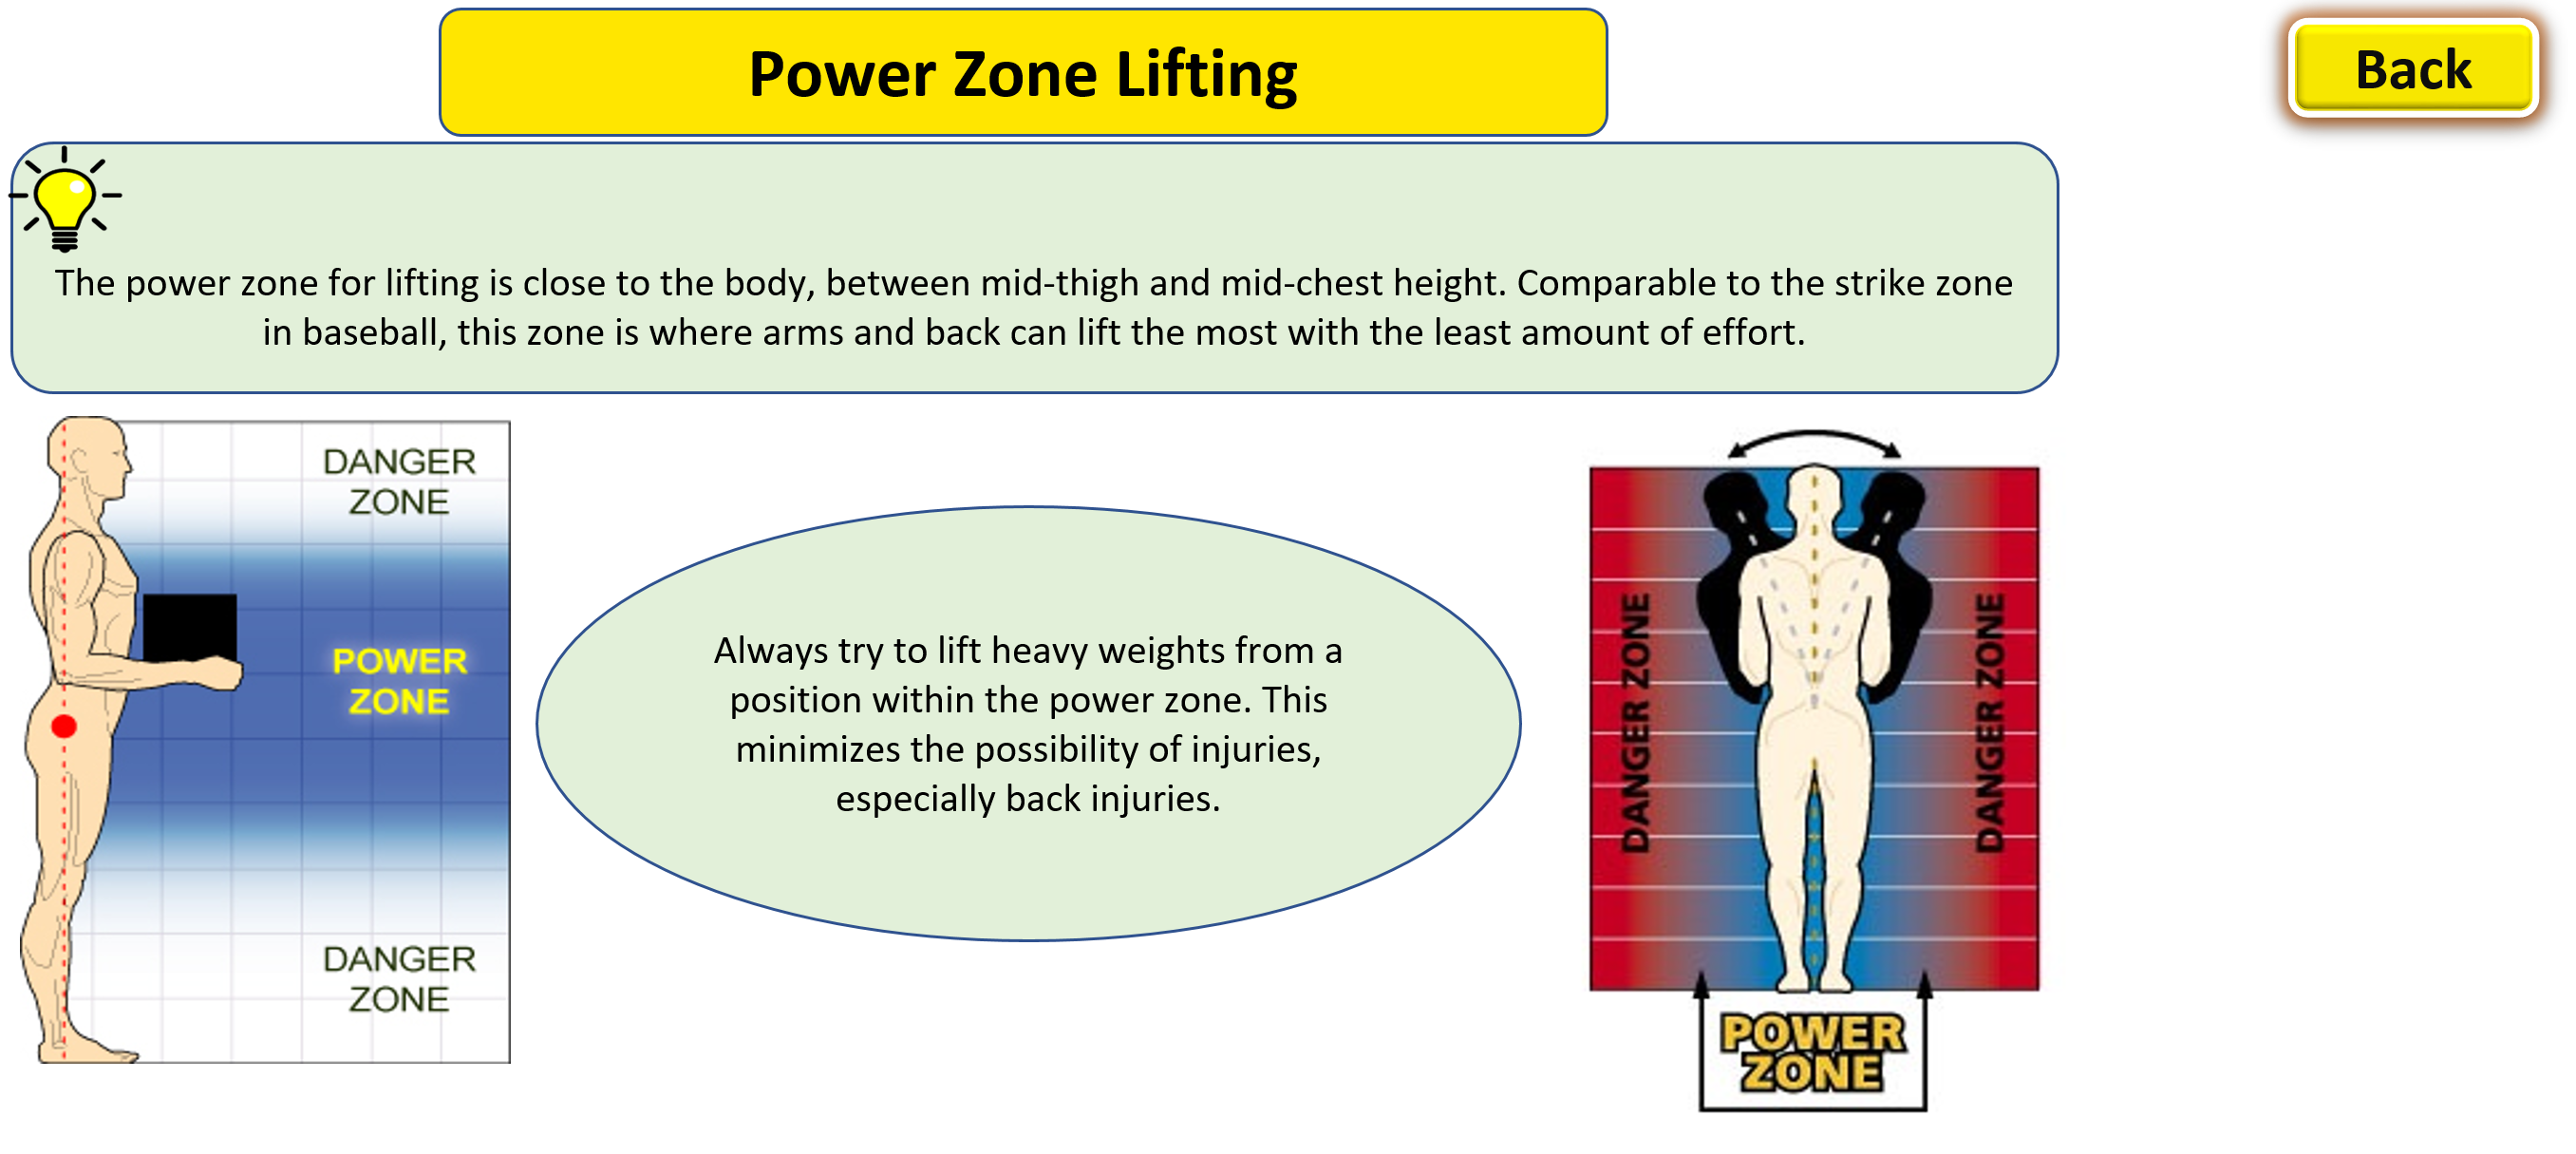 Power Zone Lifting
Back
The power zone for lifting is close to the body, between mid-thigh and mid-chest height. Comparable to the strike zone
in baseball, this zone is where arms and back can lift the most with the least amount of effort.
DANGER
ZONE
POWER
ZONE
DANGER
ZONE
Always try to lift heavy weights from a
position within the power zone. This
minimizes the possibility of injuries,
especially back injuries.
DANGER ZONE
DANGER ZONE
POWER
ZONE